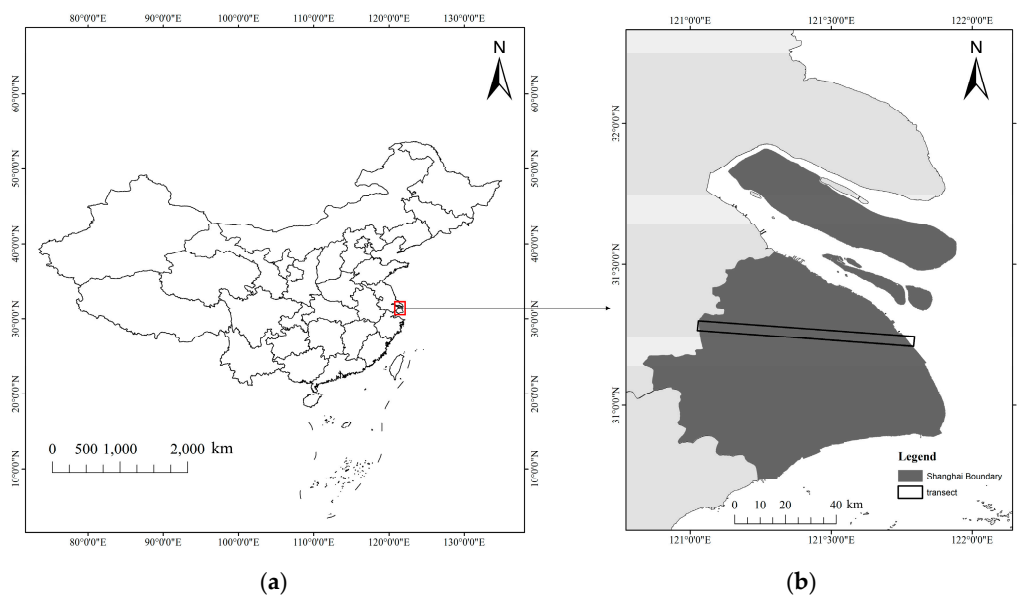 80°0'0"E 90°0'0"E 100°0'0"E 110°0'0"E 120°0'0"E 130°0'0"E
60°0'0"N
50°0'0"N
40°0'0"N
30°0'0"N
20°0'0"N
10°0'0"N
N
0 500 1,000 2,000 km
80°0'0"E 90°0'0"E 100°0'0"E 110°0'0"E 120°0'0"E 130°0'0"E
(a)
121°0'0"E 121°30'0"E 122°0'0"E
22°0'0"N
31°30'0"N
31°0'0"N
N
Legend
Shanghai Boundary
transect
0 10 20 40 km
121°0'0"E 121°30'0"E 122°0'0"E
(b)